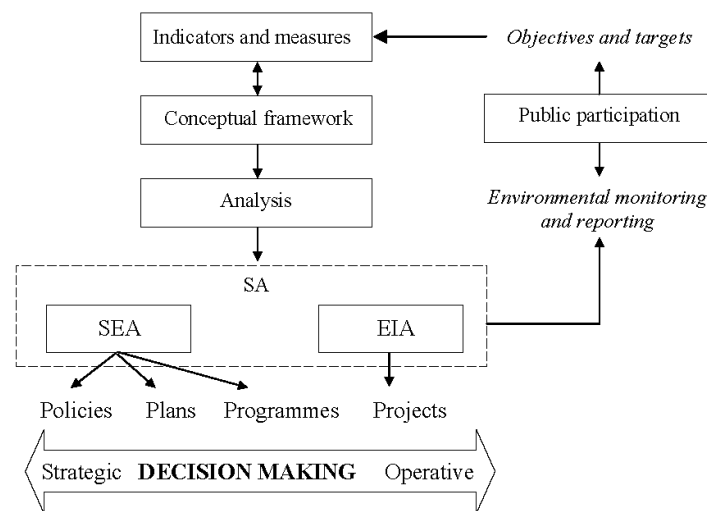 Indicators and measures
Objectives and targets
Conceptual framework
Public participation
Analysis
Environmental monitoring
and reporting
SA
SEA
EIA
Policies
Plans
Programmes
Projects
Strategic
DECISION MAKING
Operative